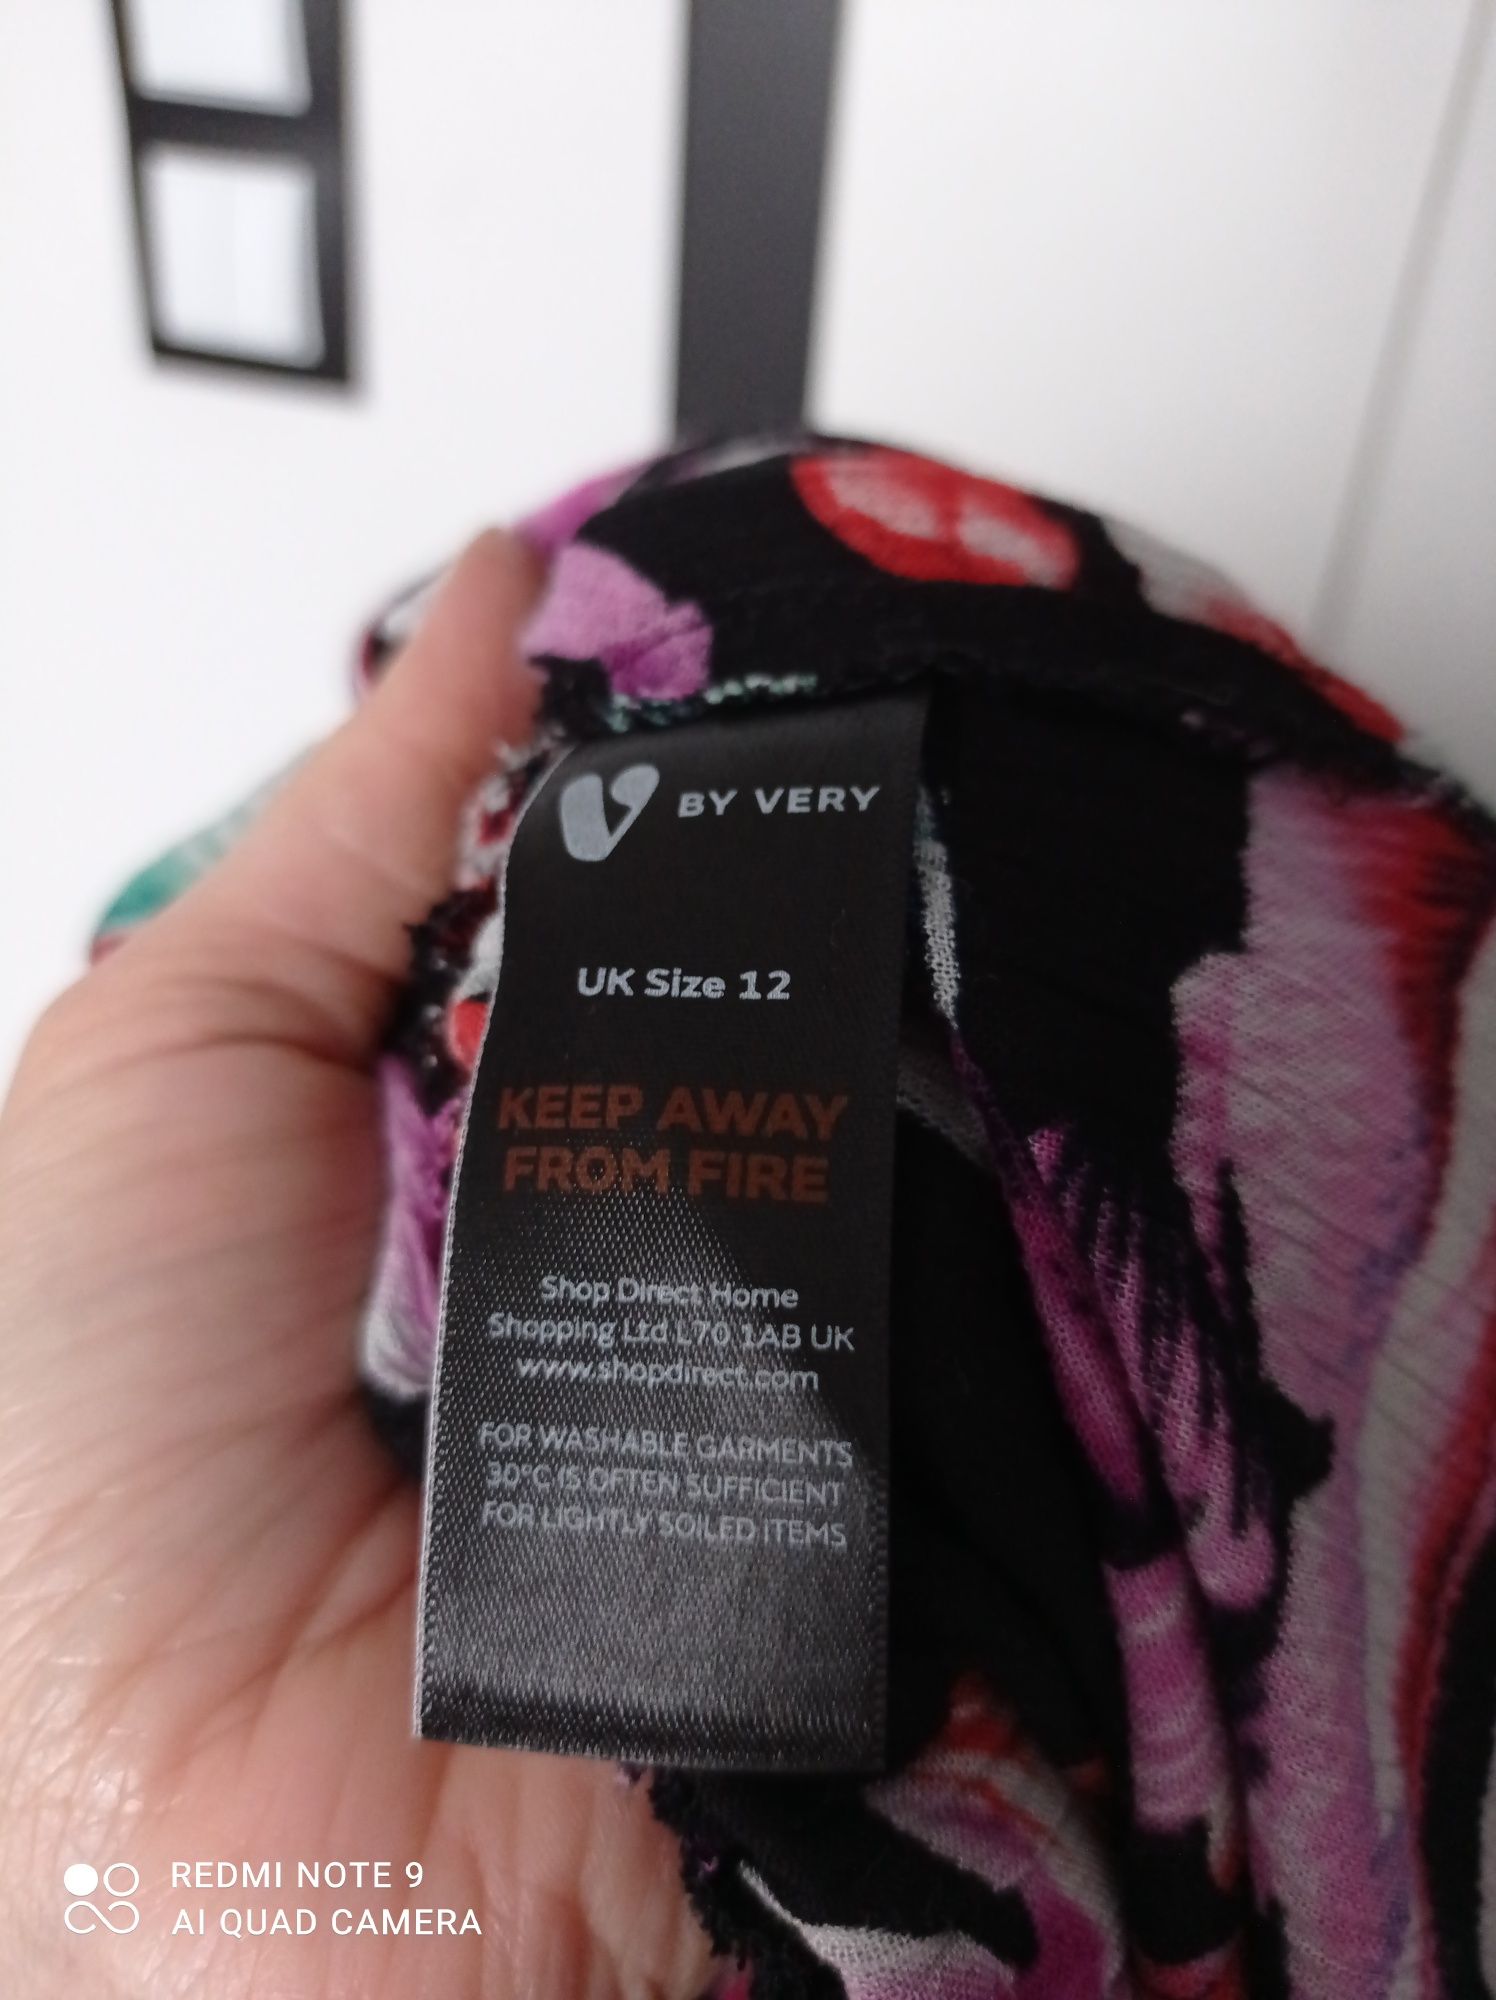 V BY VERY
UK Size 12
KEEP AWAY
FROM FIRE
Shop Direct Home
Shopping Ltd L70 1AB UK
www.shopdirect.com
FOR WASHABLE GARMENTS
30°C IS OFTEN SUFFICIENT
FOR LIGHTLY SOILED ITEMS
REDMI NOTE 9
AI QUAD CAMERA